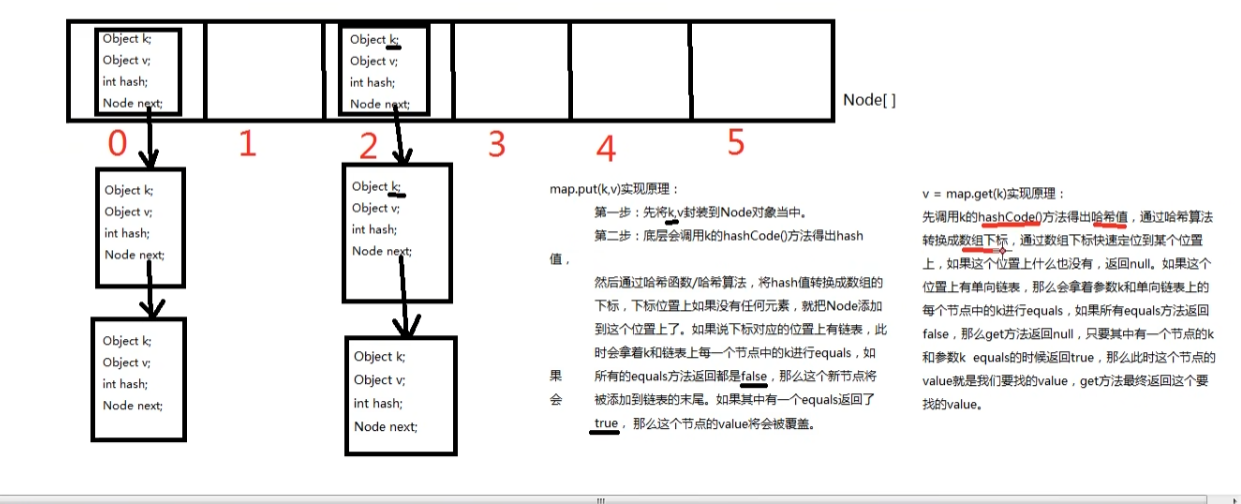 Object k;
Object v;
int hash;
Node next;
Object k;
Object v;
int hash;
Node next;
Node[ ]
0
1
2
3
4
5
Object k;
Object v;
int hash;
Node next;
Object k;
Object v;
int hash;
Node next;
Object k;
Object v;
int hash;
Node next;
Object k;
Object v;
int hash;
Node next;
map.put(k,v)实现原理：
第一步：先将k,v封装到Node对象当中。
第二步：底层会调用k的hashCode()方法得出hash
值，
然后通过哈希函数/哈希算法，将hash值转换成数组的
下标，下标位置上如果没有任何元素，就把Node添加
到这个位置上了。如果说下标对应的位置上有链表，此
时会拿着k和链表上每一个节点中的k进行equals，如
果 所有的equals方法返回都是false，那么这个新节点将
会 被添加到链表的末尾。如果其中有一个equals返回了
true，那么这个节点的value将会被覆盖。
v = map.get(k)实现原理：
先调用k的hashCode()方法得出哈希值，通过哈希算法
转换成数组下标，通过数组下标快速定位到某个位置
上，如果这个位置上什么也没有，返回null。如果这个
位置上有单向链表，那么会拿着参数k和单向链表上的
每个节点中的k进行equals，如果所有equals方法返回
false，那么get方法返回null，只要其中有一个节点的k
和参数k equals的时候返回true，那么此时这个节点的
value就是我们要找的value，get方法最终返回这个要
找的value。